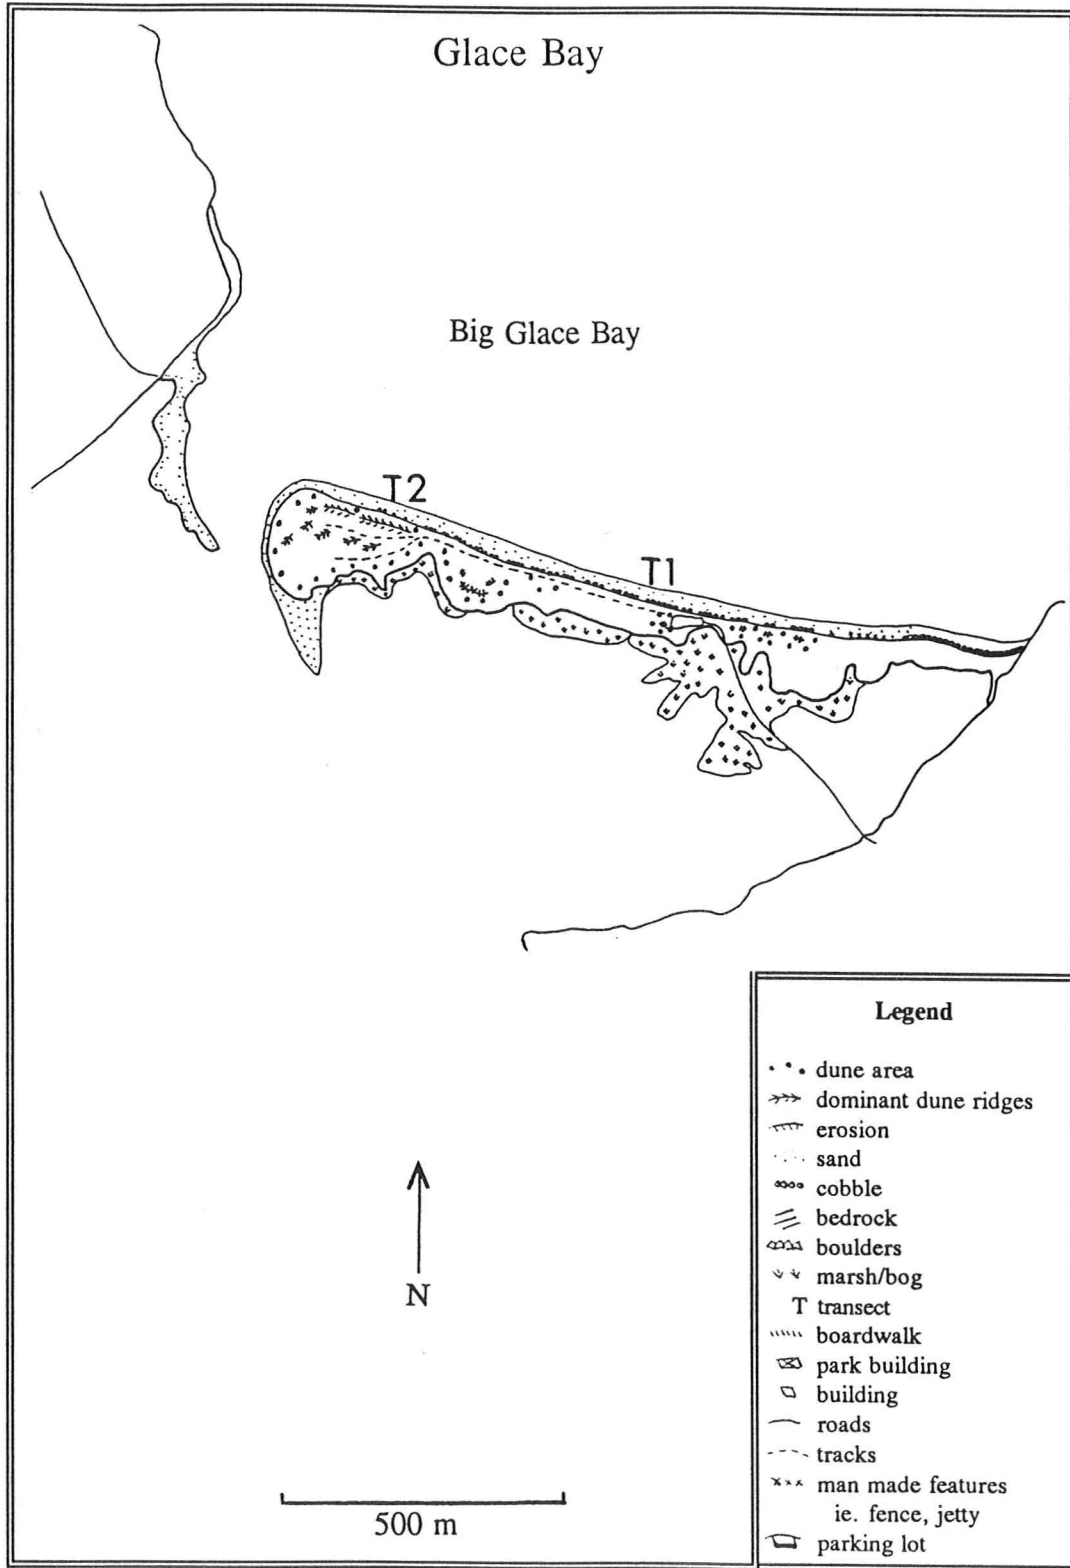 Glace Bay
Big Glace Bay
T2
T1
N
500 m
Legend
dune area
dominant dune ridges
erosion
sand
cobble
bedrock
boulders
marsh/bog
T transect
boardwalk
park building
building
roads
tracks
man made features
ie. fence, jetty
parking lot